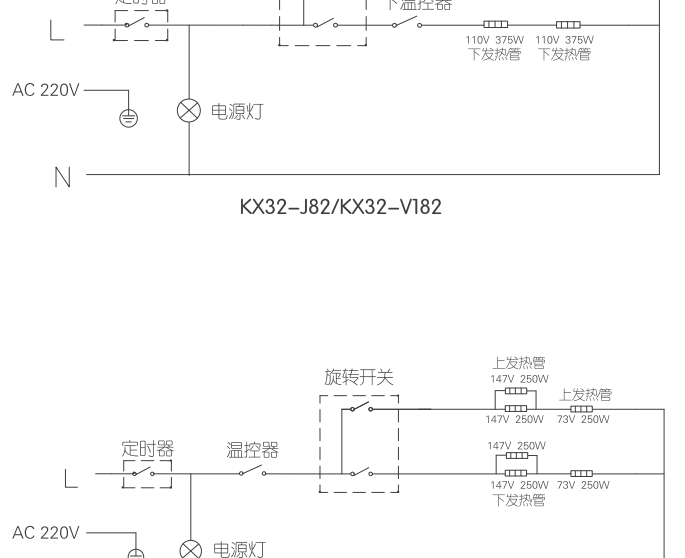 定时器
下温控器
L
110V 375W 110V 375W
下发热管 下发热管
AC 220V
电源灯
N
KX32-J82/KX32-V182
上发热管
旋转开关 147V 250W
上发热管
147V 250W 73V 250W
定时器 温控器 147V 250W
L
147V 250W 73V 250W
下发热管
AC 220V
电源灯